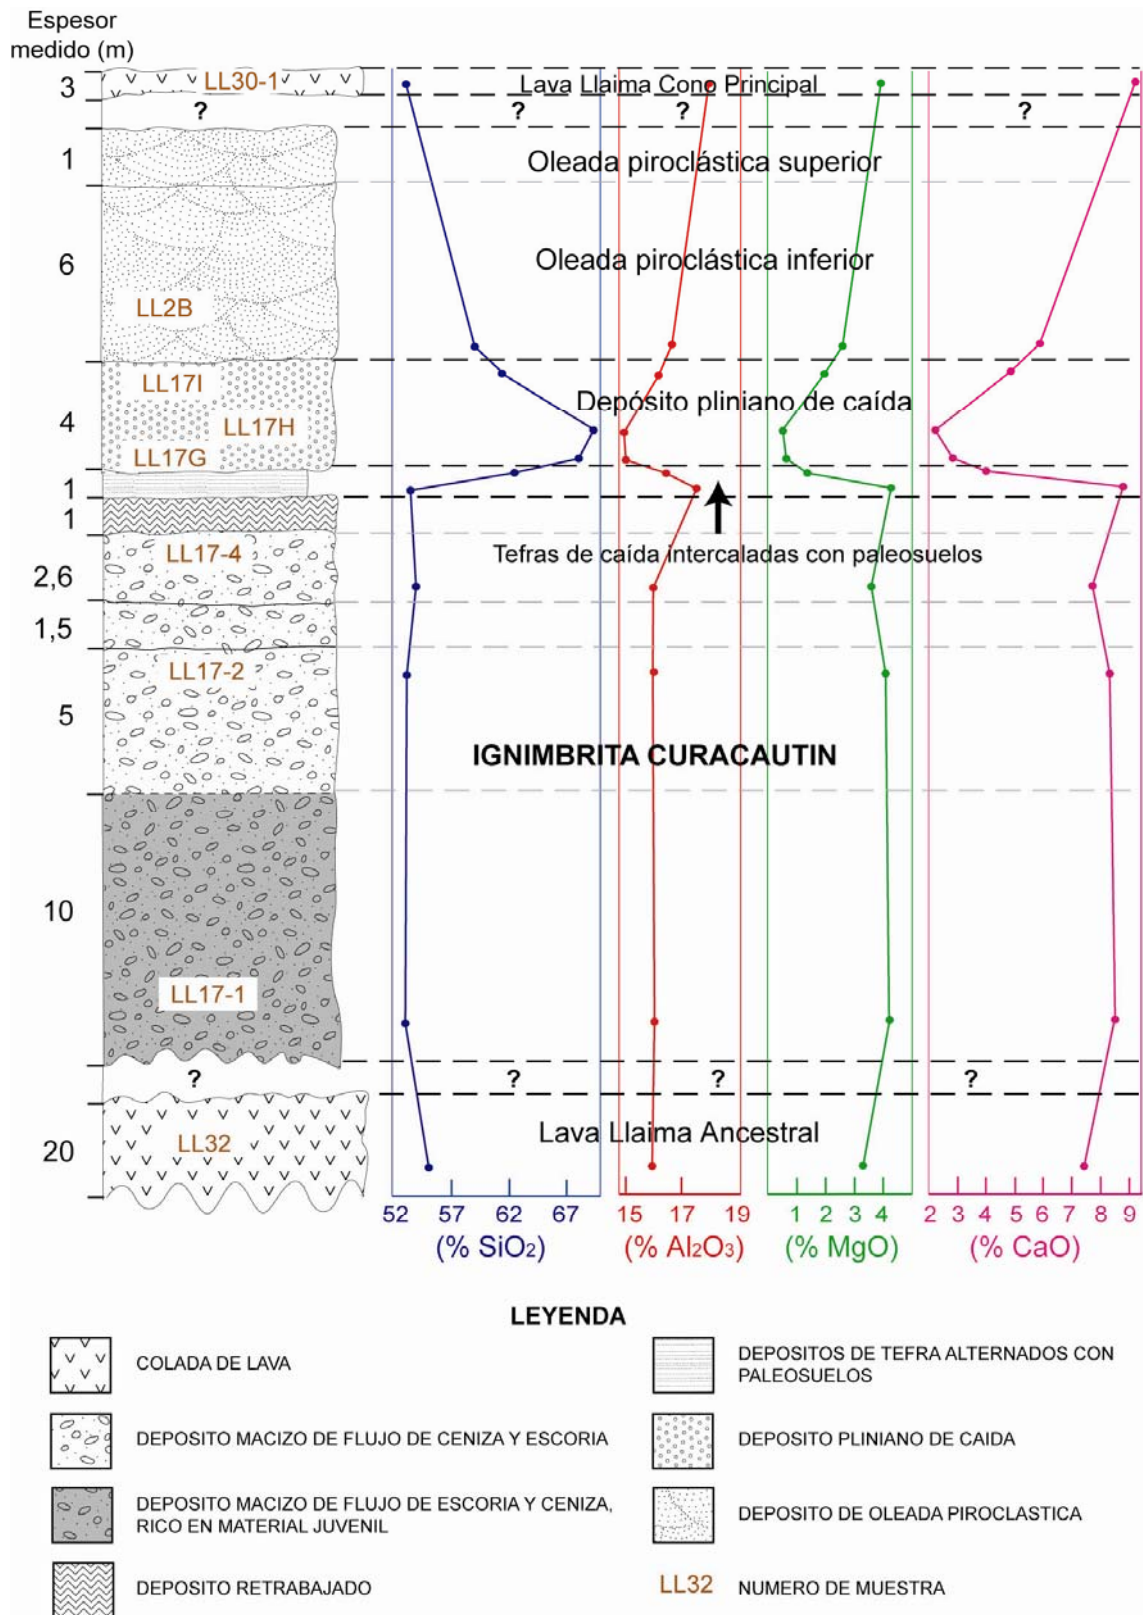 Espesor
medido (m)
3
LL30-1
Lava Llaima Cono Principal
?
?
?
?
1
Oleada piroclástica superior
6
Oleada piroclástica inferior
LL2B
LL17I
Depósito pliniano de caída
4
LL17H
LL17G
1
1
LL17-4
Tefras de caída intercaladas con paleosuelos
2,6
1,5
LL17-2
5
IGNIMBRITA CURACAUTIN
10
LL17-1
?
?
?
?
Lava Llaima Ancestral
LL32
20
52 57 62 67
15 17 19
1 2 3 4
2 3 4 5 6 7 8 9
(% SiO₂)
(% Al₂O₃)
(% MgO)
(% CaO)
LEYENDA
COLADA DE LAVA
DEPOSITO MACIZO DE FLUJO DE CENIZA Y ESCORIA
DEPOSITO MACIZO DE FLUJO DE ESCORIA Y CENIZA,
RICO EN MATERIAL JUVENIL
DEPOSITO RETRABAJADO
DEPOSITOS DE TEFRA ALTERNADOS CON
PALEOSUELOS
DEPOSITO PLINIANO DE CAIDA
DEPOSITO DE OLEADA PIROCLASTICA
LL32 NUMERO DE MUESTRA